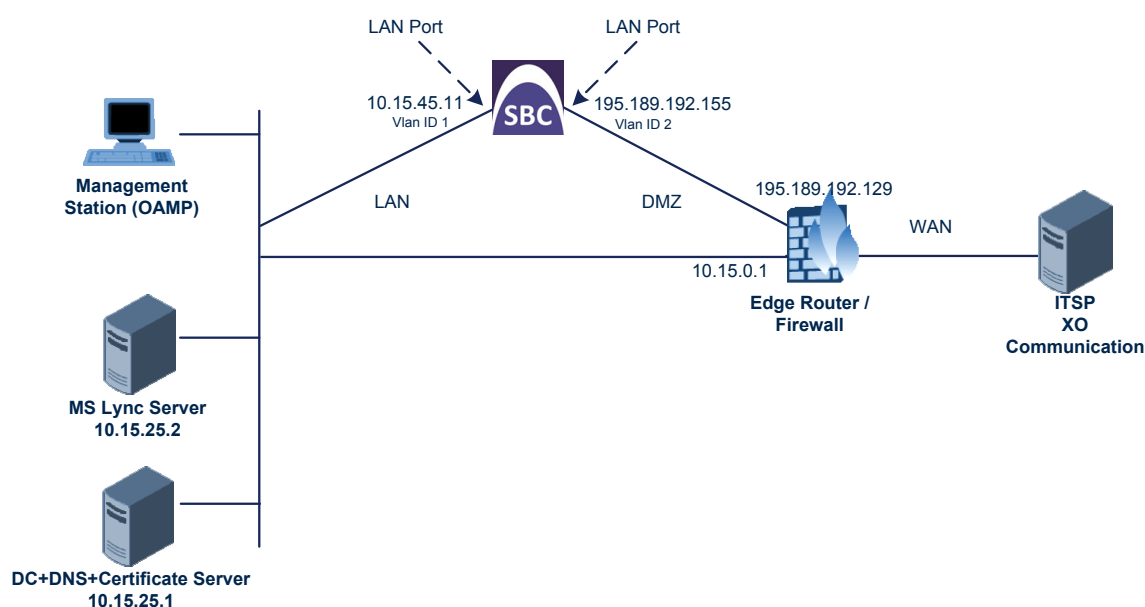 LAN Port
LAN Port
SBC
10.15.45.11
Vlan ID 1
195.189.192.155
Vlan ID 2
Management
Station (OAMP)
LAN
DMZ
195.189.192.129
WAN
10.15.0.1
Edge Router /
Firewall
ITSP
XO
Communication
MS Lync Server
10.15.25.2
DC+DNS+Certificate Server
10.15.25.1